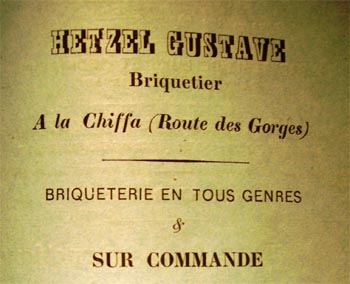 HETZEL GUSTAVE
Briquetier
A la Chiffa (Route des Gorges)
BRIQUETERIE EN TOUS GENRES
&
SUR COMMANDE